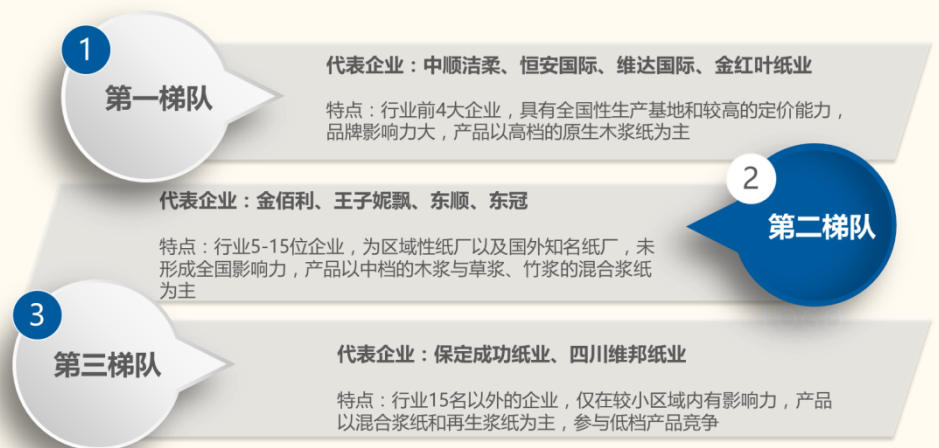 1
第一梯队
代表企业：中顺洁柔、恒安国际、维达国际、金红叶纸业
特点：行业前4大企业，具有全国性生产基地和较高的定价能力，
品牌影响力大，产品以高档的原生木浆纸为主
2
第二梯队
代表企业：金佰利、王子妮飘、东顺、东冠
特点：行业5-15位企业，为区域性纸厂以及国外知名纸厂，未
形成全国影响力，产品以中档的木浆与草浆、竹浆的混合浆纸
为主
3
第三梯队
代表企业：保定成功纸业、四川维邦纸业
特点：行业15名以外的企业，仅在较小区域内有影响力，产品
以混合浆纸和再生浆纸为主，参与低档产品竞争